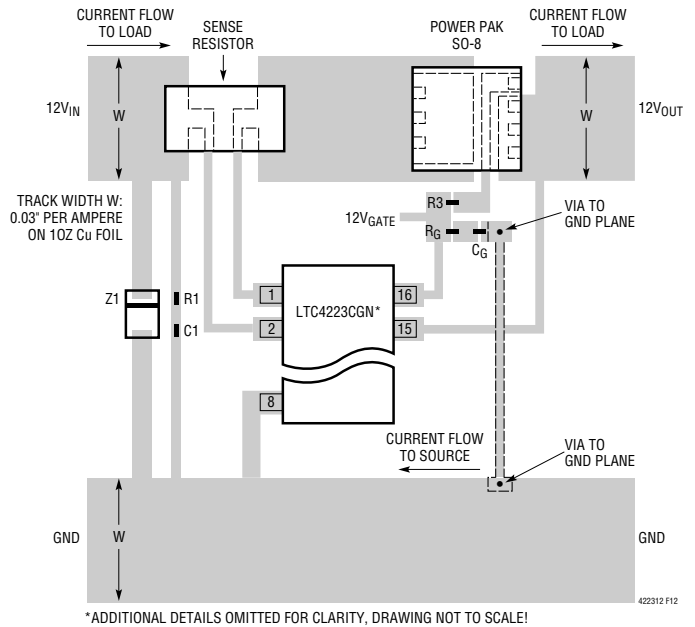 CURRENT FLOW
TO LOAD
SENSE
RESISTOR
POWER PAK
SO-8
CURRENT FLOW
TO LOAD
12VIN
W
W
12VOUT
TRACK WIDTH W:
0.03" PER AMPERE
ON 1OZ Cu FOIL
R3
12VGATE
RG
CG
VIA TO
GND PLANE
Z1
R1
C1
1
2
8
LTC4223CGN*
16
15
CURRENT FLOW
TO SOURCE
VIA TO
GND PLANE
GND
W
GND
422312 F12
*ADDITIONAL DETAILS OMITTED FOR CLARITY, DRAWING NOT TO SCALE!